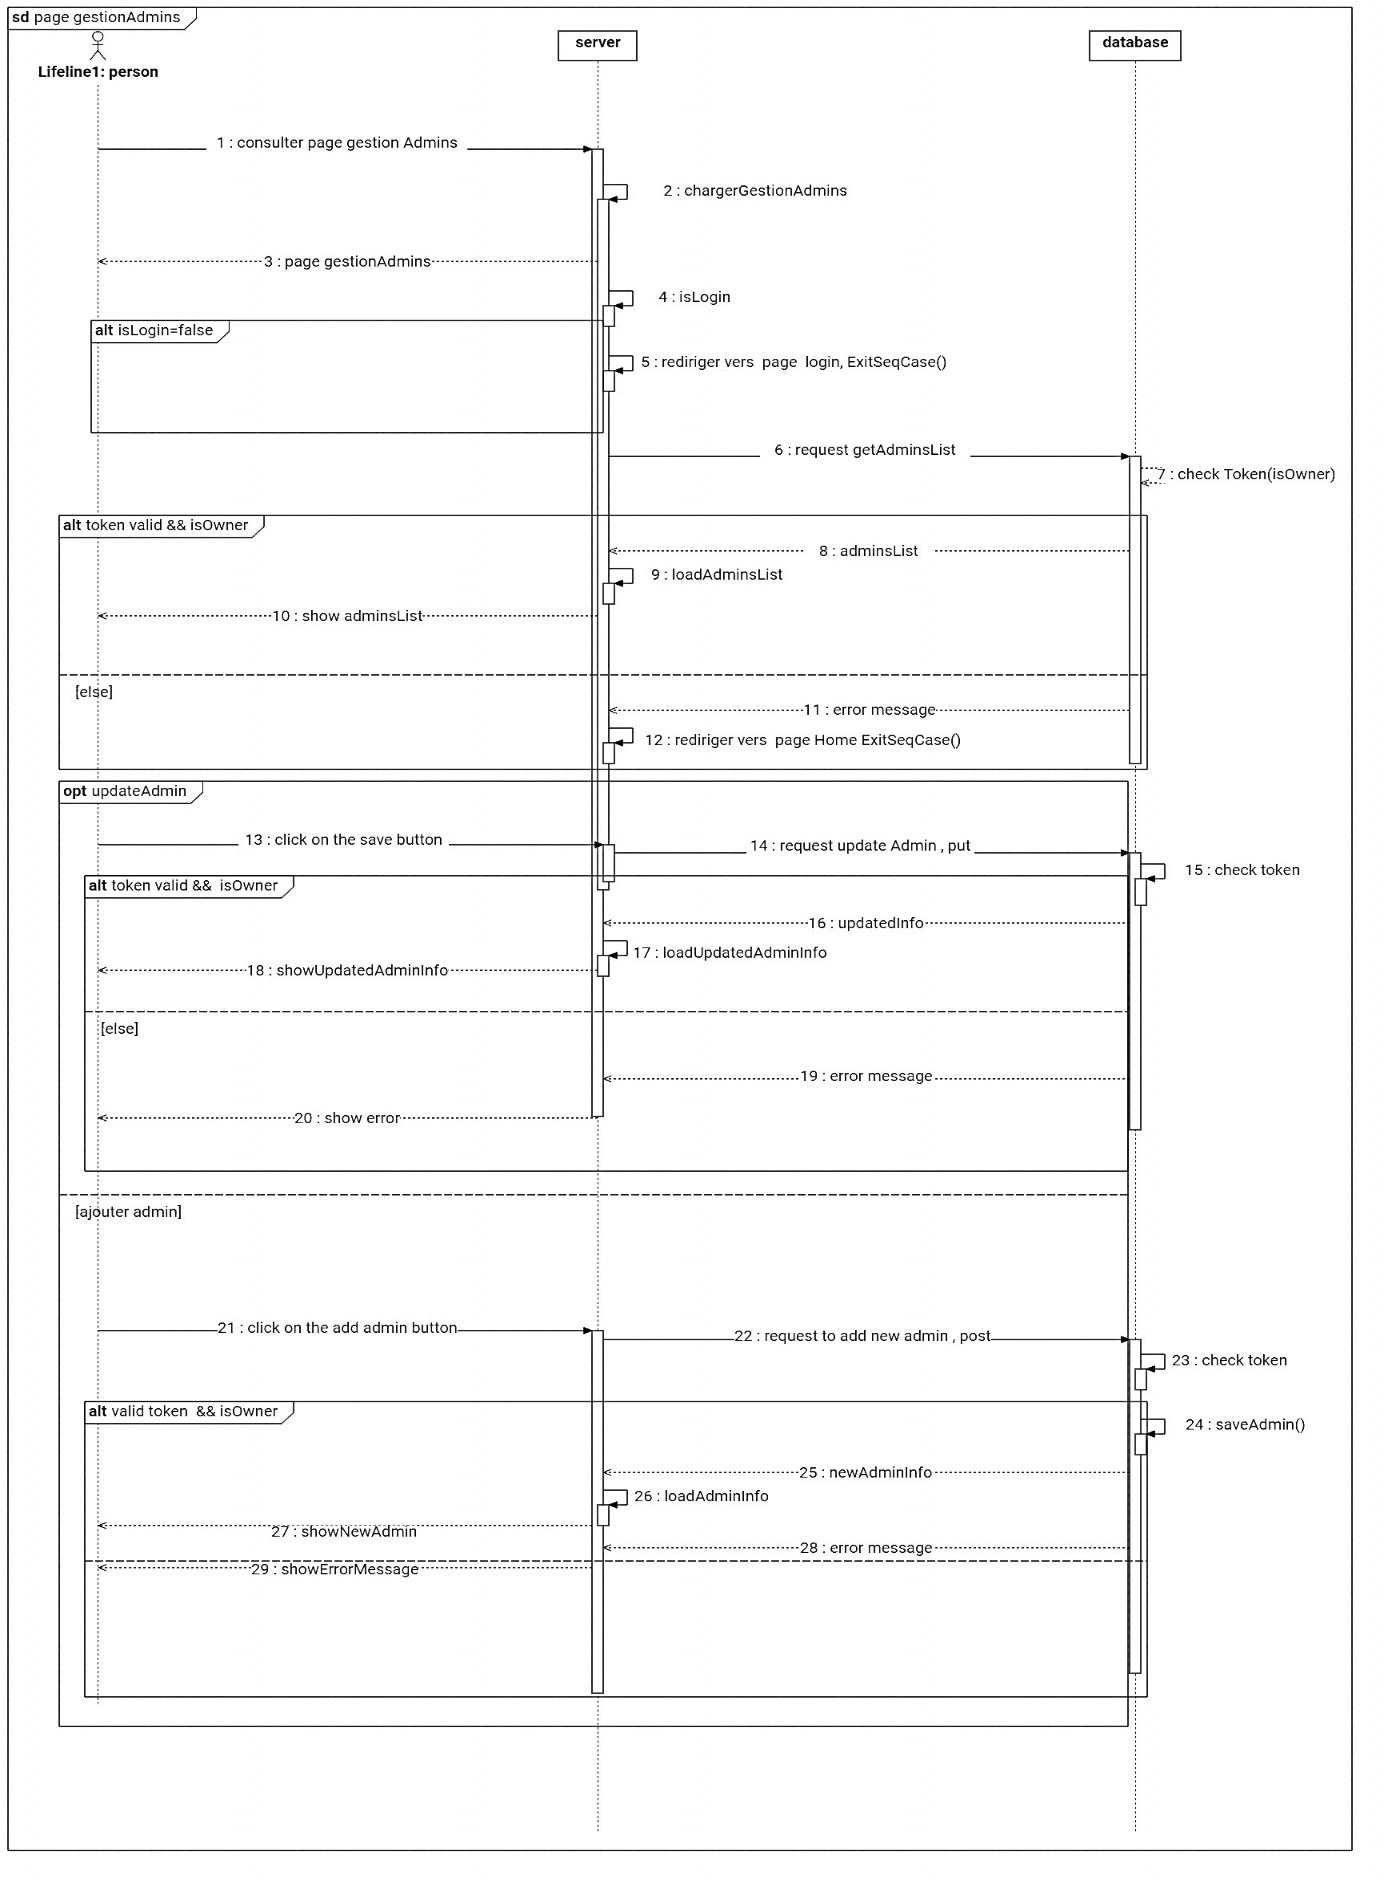 sd page gestionAdmins
server
database
Lifeline1: person
1 : consulter page gestion Admins
2 : chargerGestionAdmins
3 : page gestionAdmins
4 : isLogin
alt isLogin=false
5 : rediriger vers  page  login, ExitSeqCase()
6 : request getAdminsList
7 : check Token(isOwner)
alt token valid && isOwner
8 : adminsList
9 : loadAdminsList
10 : show adminsList
[else]
11 : error message
12 : rediriger vers  page Home ExitSeqCase()
opt updateAdmin
13 : click on the save button
14 : request update Admin , put
15 : check token
alt token valid &&  isOwner
16 : updatedInfo
17 : loadUpdatedAdminInfo
18 : showUpdatedAdminInfo
[else]
19 : error message
20 : show error
[ajouter admin]
21 : click on the add admin button
22 : request to add new admin , post
23 : check token
alt valid token  && isOwner
24 : saveAdmin()
25 : newAdminInfo
26 : loadAdminInfo
27 : showNewAdmin
28 : error message
29 : showErrorMessage